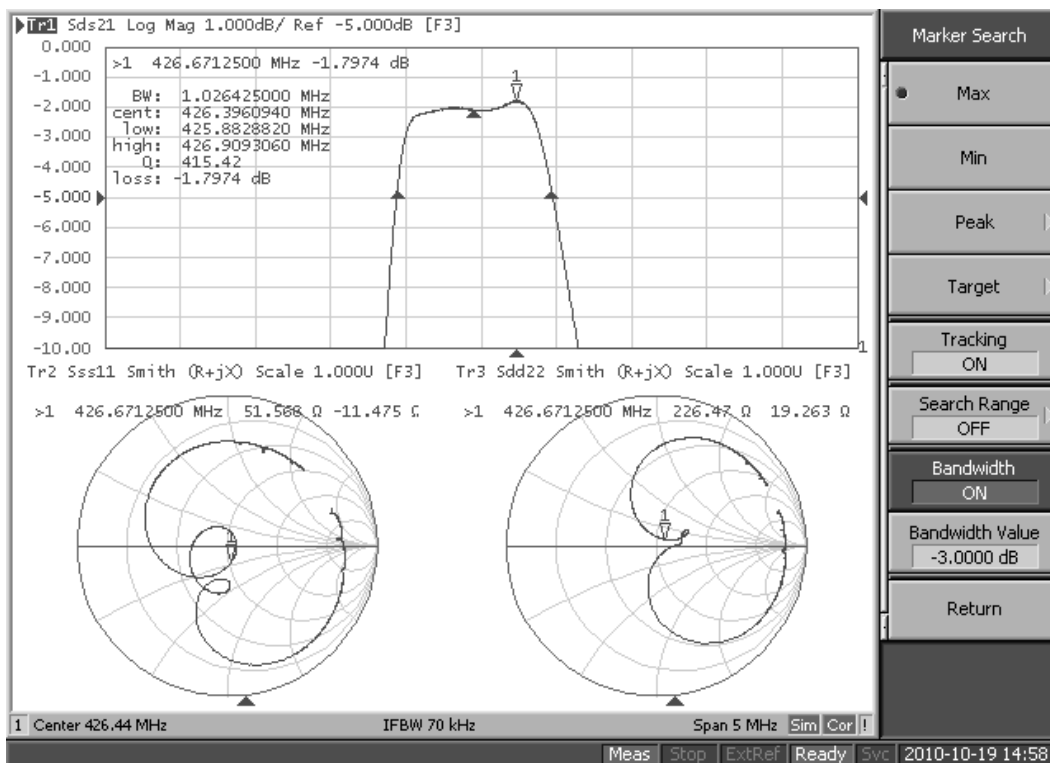 Tr1 Sds21 Log Mag 1.000dB/ Ref -5.000dB [F3]
0.000
-1.000
-2.000
-3.000
-4.000
-5.000
-6.000
-7.000
-8.000
-9.000
-10.00
>1 426.6712500 MHz -1.7974 dB
BW: 1.026425000 MHz
cent: 426.3960940 MHz
low: 425.8828820 MHz
high: 426.9093060 MHz
Q: 415.42
loss: -1.7974 dB
1
1
Tr2 Sss11 Smith (R+jX) Scale 1.000U [F3]
>1 426.6712500 MHz 51.568 Ω -11.475 Ω
1
Tr3 Sdd22 Smith (R+jX) Scale 1.000U [F3]
>1 426.6712500 MHz 226.47 Ω 19.263 Ω
1
1 Center 426.44 MHz IFBW 70 kHz Span 5 MHz Sim Cor !
Marker Search
Max
Min
Peak
Target
Tracking
ON
Search Range
OFF
Bandwidth
ON
Bandwidth Value
-3.0000 dB
Return
Meas Stop ExtRef Ready Svc 2010-10-19 14:58